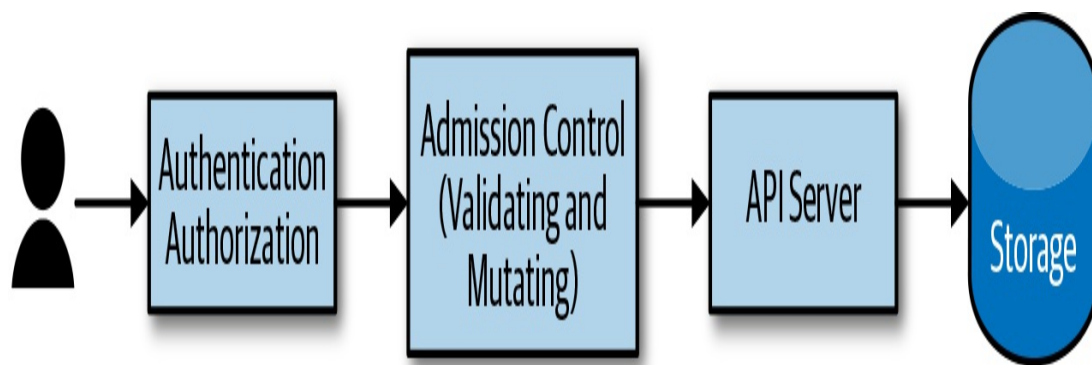 Authentication
Authorization
Admission Control
(Validating and
Mutating)
API Server
Storage